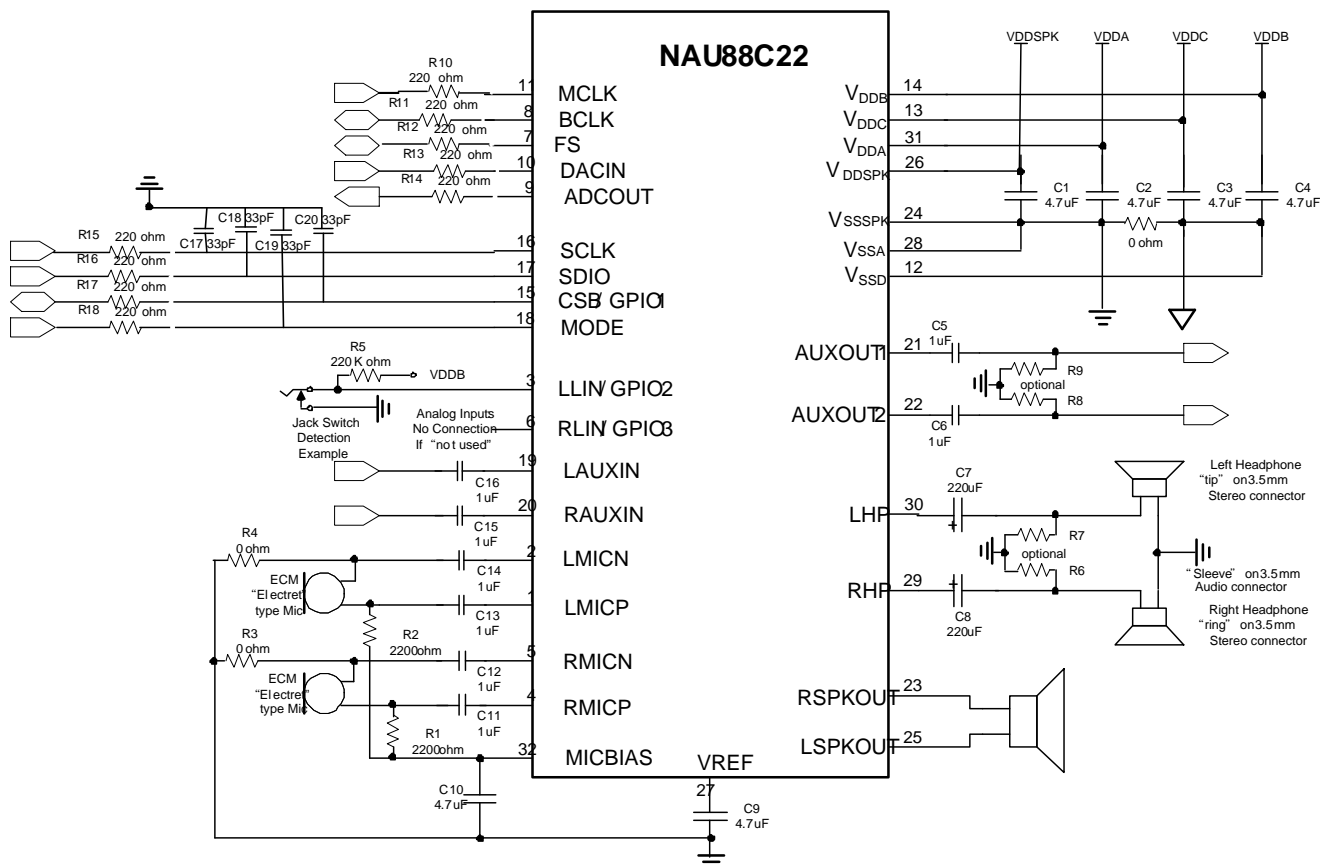 NAU88C22
VDDSPK VDDA VDDC VDDB
R10
220 ohm
11 MCLK
R11
220 ohm
8 BCLK
R12
220 ohm
7 FS
R13
220 ohm
10 DACIN
R14
220 ohm
9 ADCOUT
VDDB 14
VDDC 13
VDDA 31
VDDSPK 26
C1
4.7uF
C2
4.7uF
C3
4.7uF
C4
4.7uF
VSSSPK 24
0 ohm
VSSA 28
VSSD 12
C18 33pF
C20 33pF
C17 33pF
C19 33pF
R15
220 ohm
16 SCLK
R16
220 ohm
17 SDIO
R17
220 ohm
15 CSB/GPIO1
R18
220 ohm
18 MODE
R5
220K ohm
VDDB
3 LLIN/GPIO2
Jack Switch
Detection
Example
Analog Inputs
No Connection
If "not used"
6 RLIN/GPIO3
19 LAUXIN
C16
1uF
20 RAUXIN
C15
1uF
R4
0 ohm
2 LMICN
C14
1uF
ECM
"Electret"
type Mic
1 LMICP
C13
1uF
R3
0 ohm
R2
2200ohm
5 RMICN
C12
1uF
ECM
"Electret"
type Mic
4 RMICP
C11
1uF
R1
2200ohm
32 MICBIAS
C10
4.7uF
VREF
27
C9
4.7uF
AUXOUT1 21
C5
1uF
R9
optional
R8
AUXOUT2 22
C6
1uF
LHP 30
C7
220uF
+
R7
optional
R6
RHP 29
+
C8
220uF
Left Headphone
"tip" on3.5mm
Stereo connector
"Sleeve" on3.5mm
Audio connector
Right Headphone
"ring" on3.5mm
Stereo connector
RSPKOUT 23
LSPKOUT 25